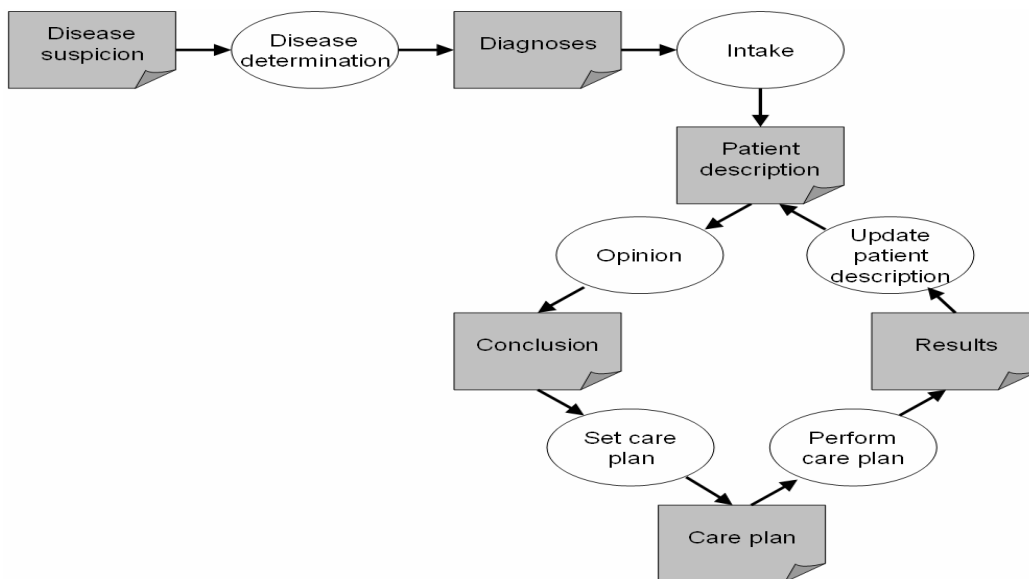 Disease
suspicion
Disease
determination
Diagnoses
Intake
Patient
description
Opinion
Update
patient
description
Conclusion
Results
Set care
plan
Perform
care plan
Care plan